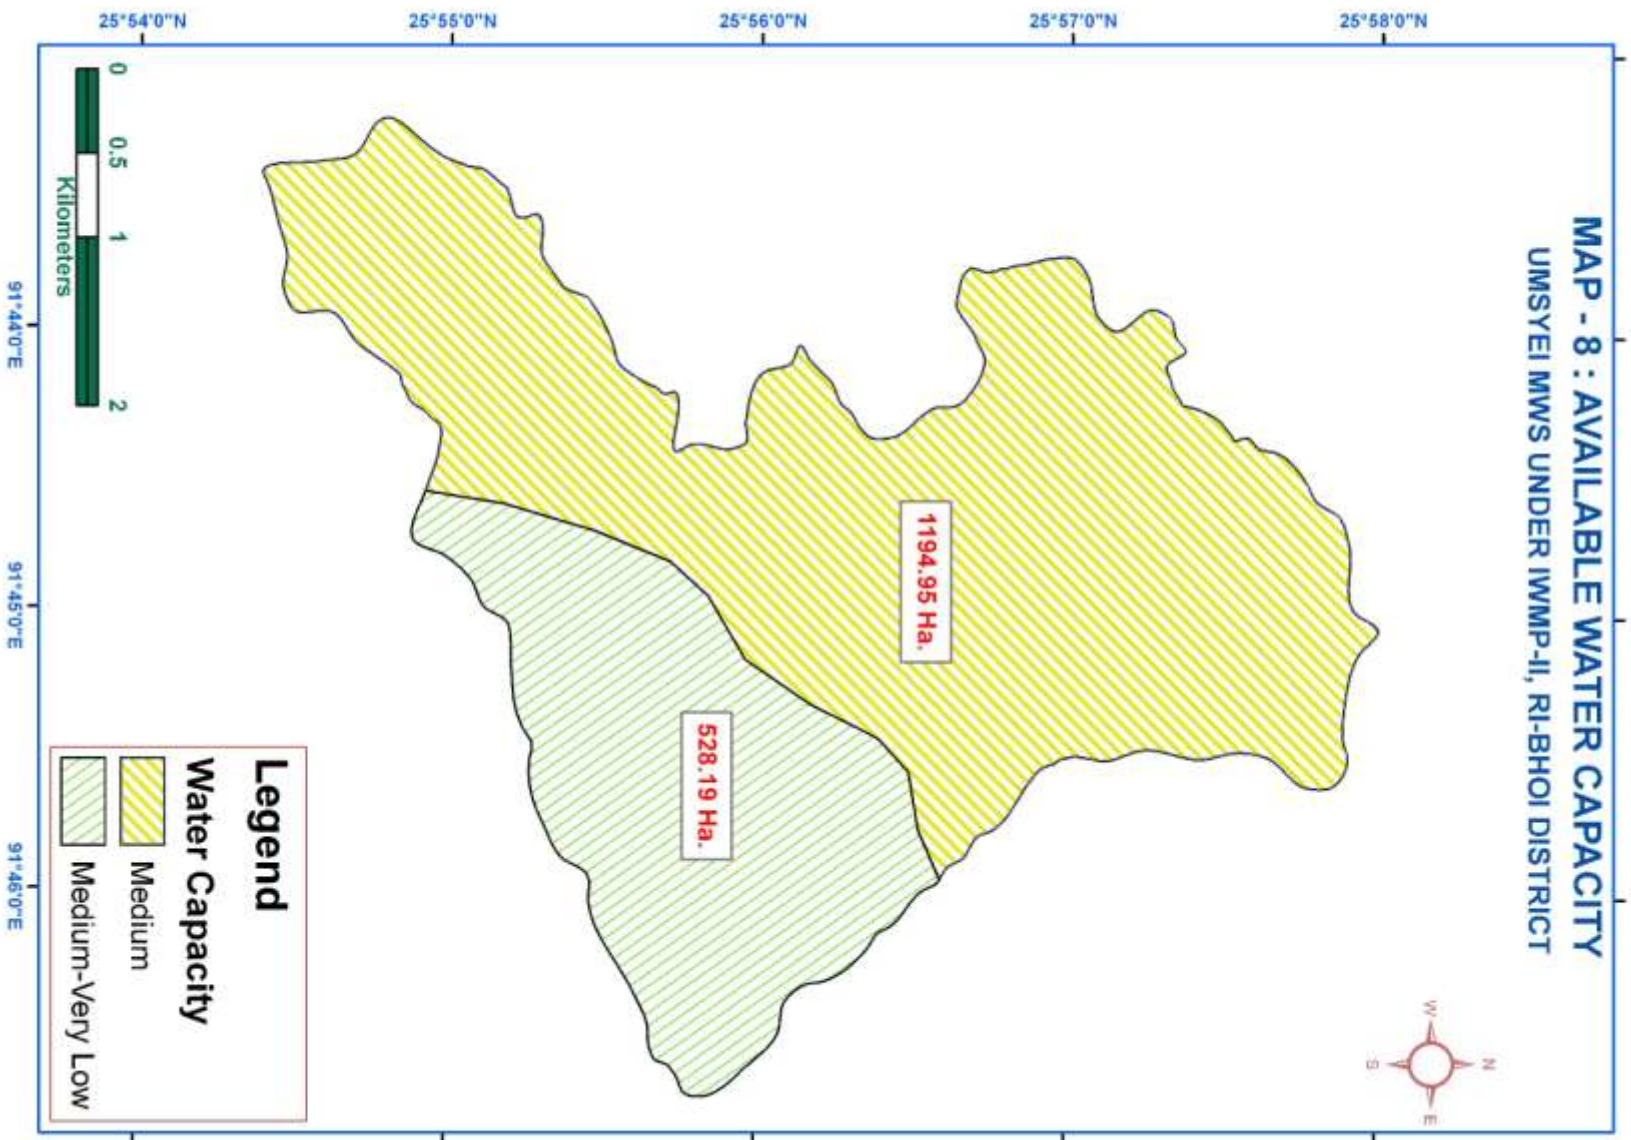 MAP - 8 : AVAILABLE WATER CAPACITY
UMSYEI MWS UNDER IWMP-II, RI-BHOI DISTRICT
25°54'0"N
25°55'0"N
25°56'0"N
25°57'0"N
25°58'0"N
91°44'0"E
91°45'0"E
91°46'0"E
W
N
S
E
1194.95 Ha.
528.19 Ha.
Legend
Water Capacity
Medium
Medium-Very Low
0
0.5
1
2
Kilometers